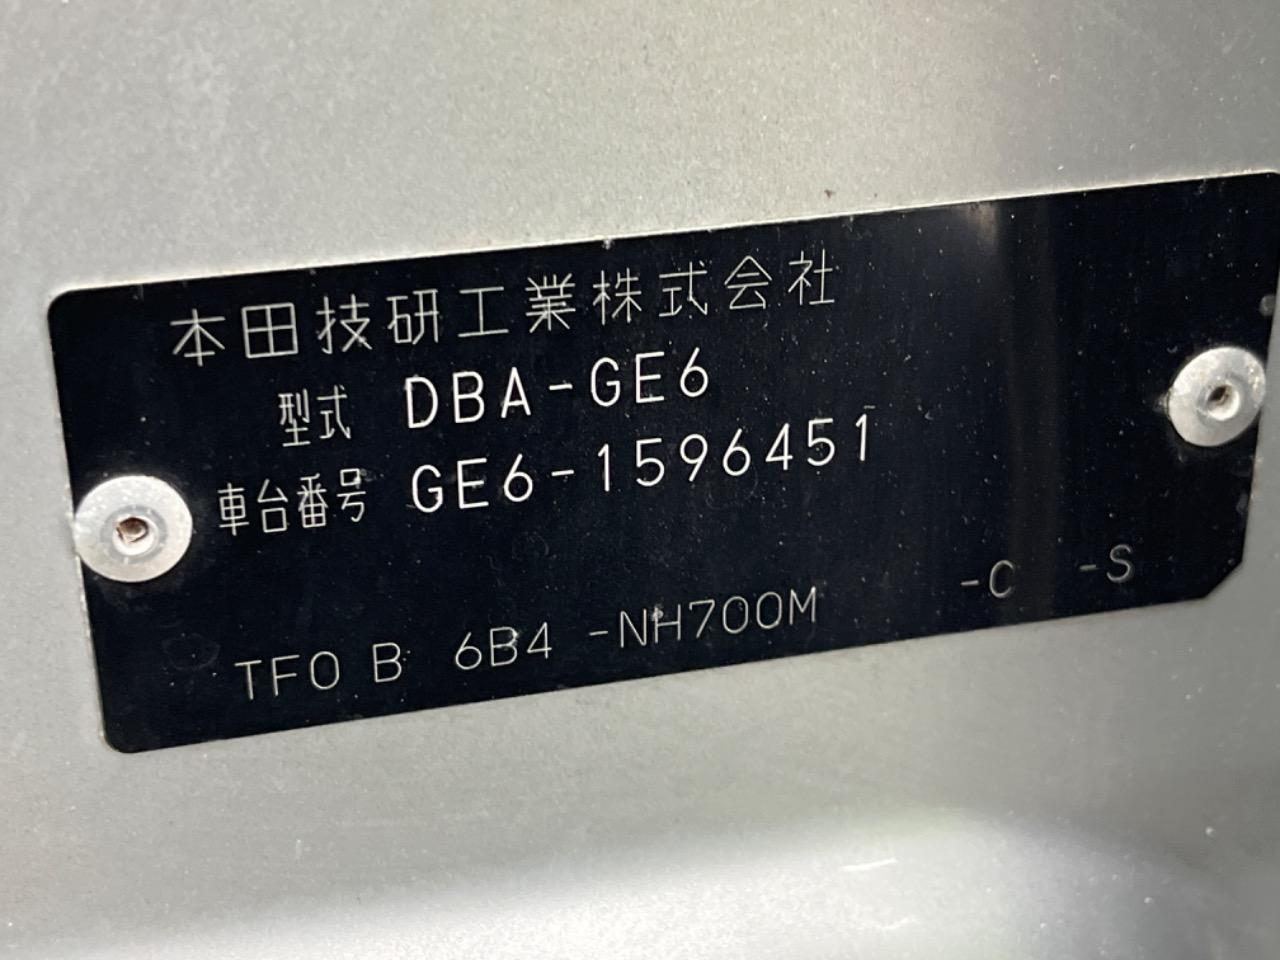 本田技研工業株式会社
型式 DBA-GE6
車台番号 GE6-1596451
TF0 B 6B4 -NH700M -C -S